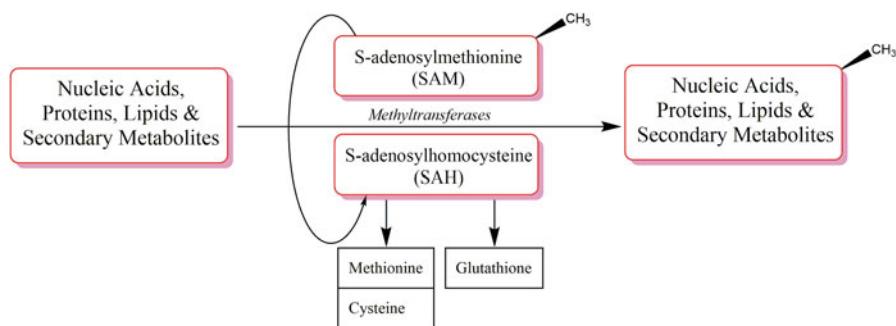 Nucleic Acids,
Proteins, Lipids &
Secondary Metabolites
S-adenosylmethionine
(SAM)
CH3
Methyltransferases
S-adenosylhomocysteine
(SAH)
Methionine
Cysteine
Glutathione
CH3
Nucleic Acids,
Proteins, Lipids &
Secondary Metabolites